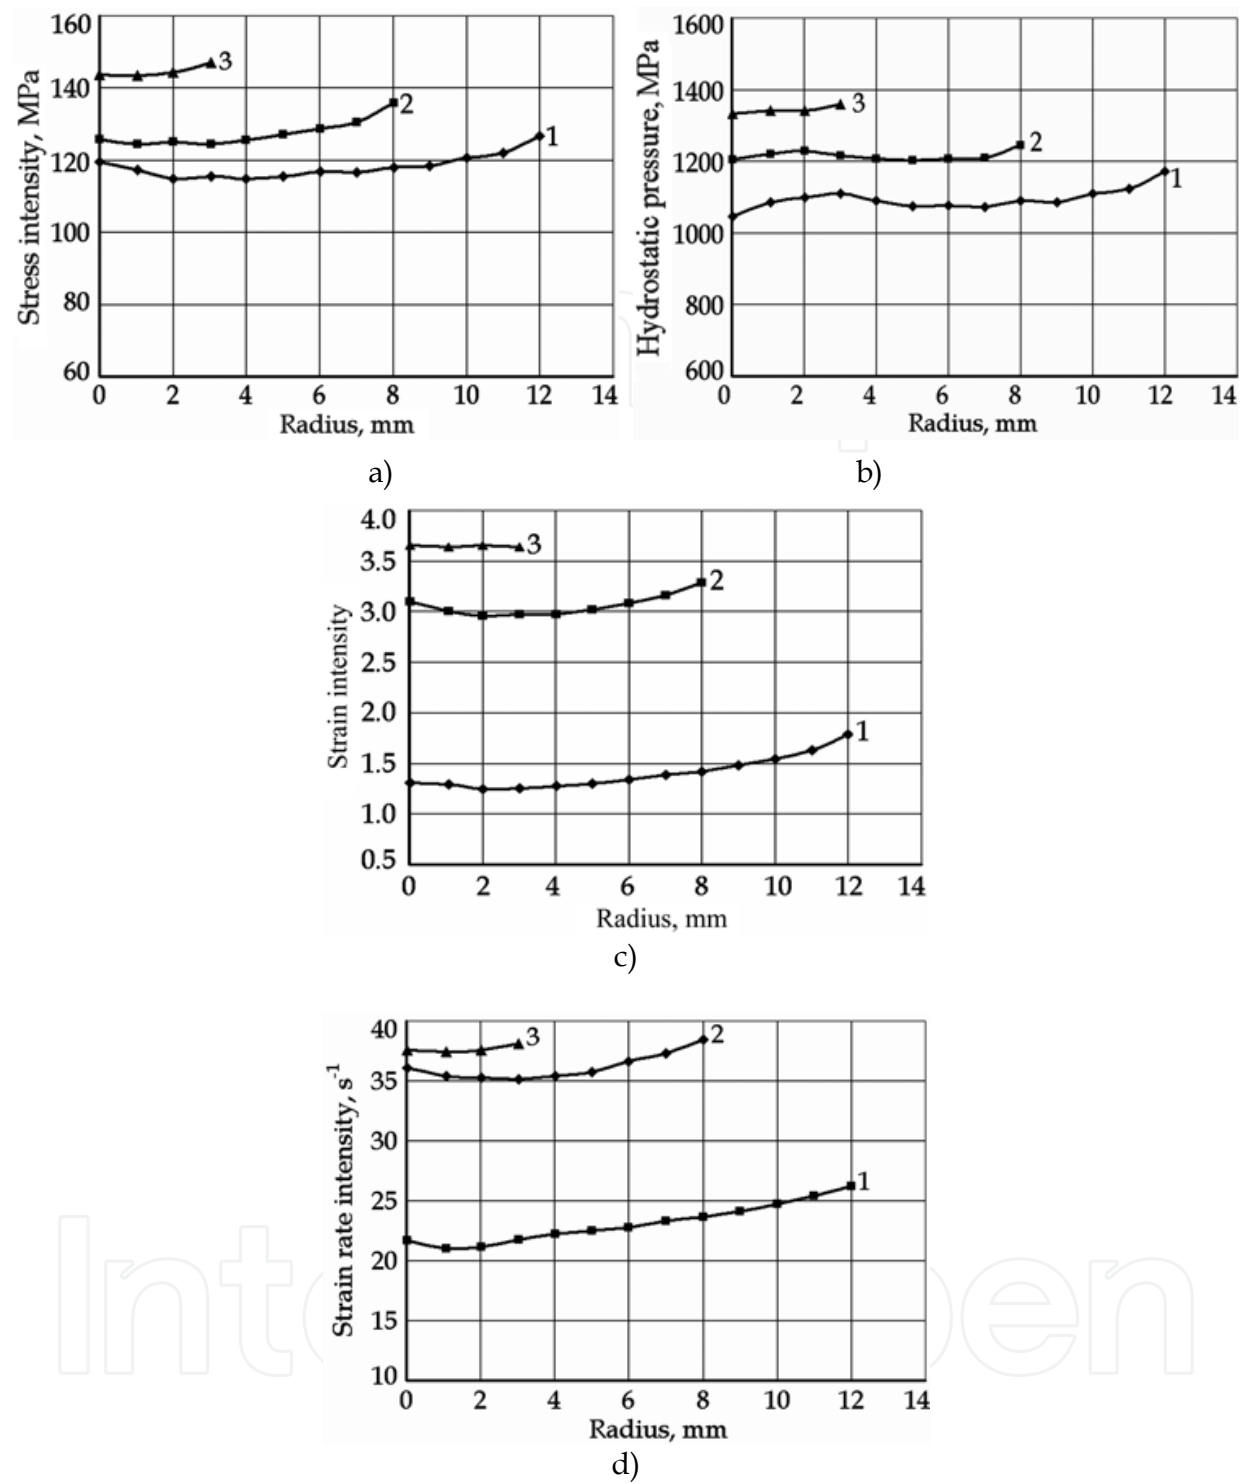 160
140
120
100
80
60
Stress intensity, MPa
3
2
1
0 2 4 6 8 10 12 14
Radius, mm
a)
1600
1400
1200
1000
800
600
Hydrostatic pressure, MPa
3
2
1
0 2 4 6 8 10 12 14
Radius, mm
b)
4.0
3.5
3.0
2.5
2.0
1.5
1.0
0.5
Strain intensity
3
2
1
0 2 4 6 8 10 12 14
Radius, mm
c)
40
35
30
25
20
15
10
Strain rate intensity, s-1
3
2
1
0 2 4 6 8 10 12 14
Radius, mm
d)